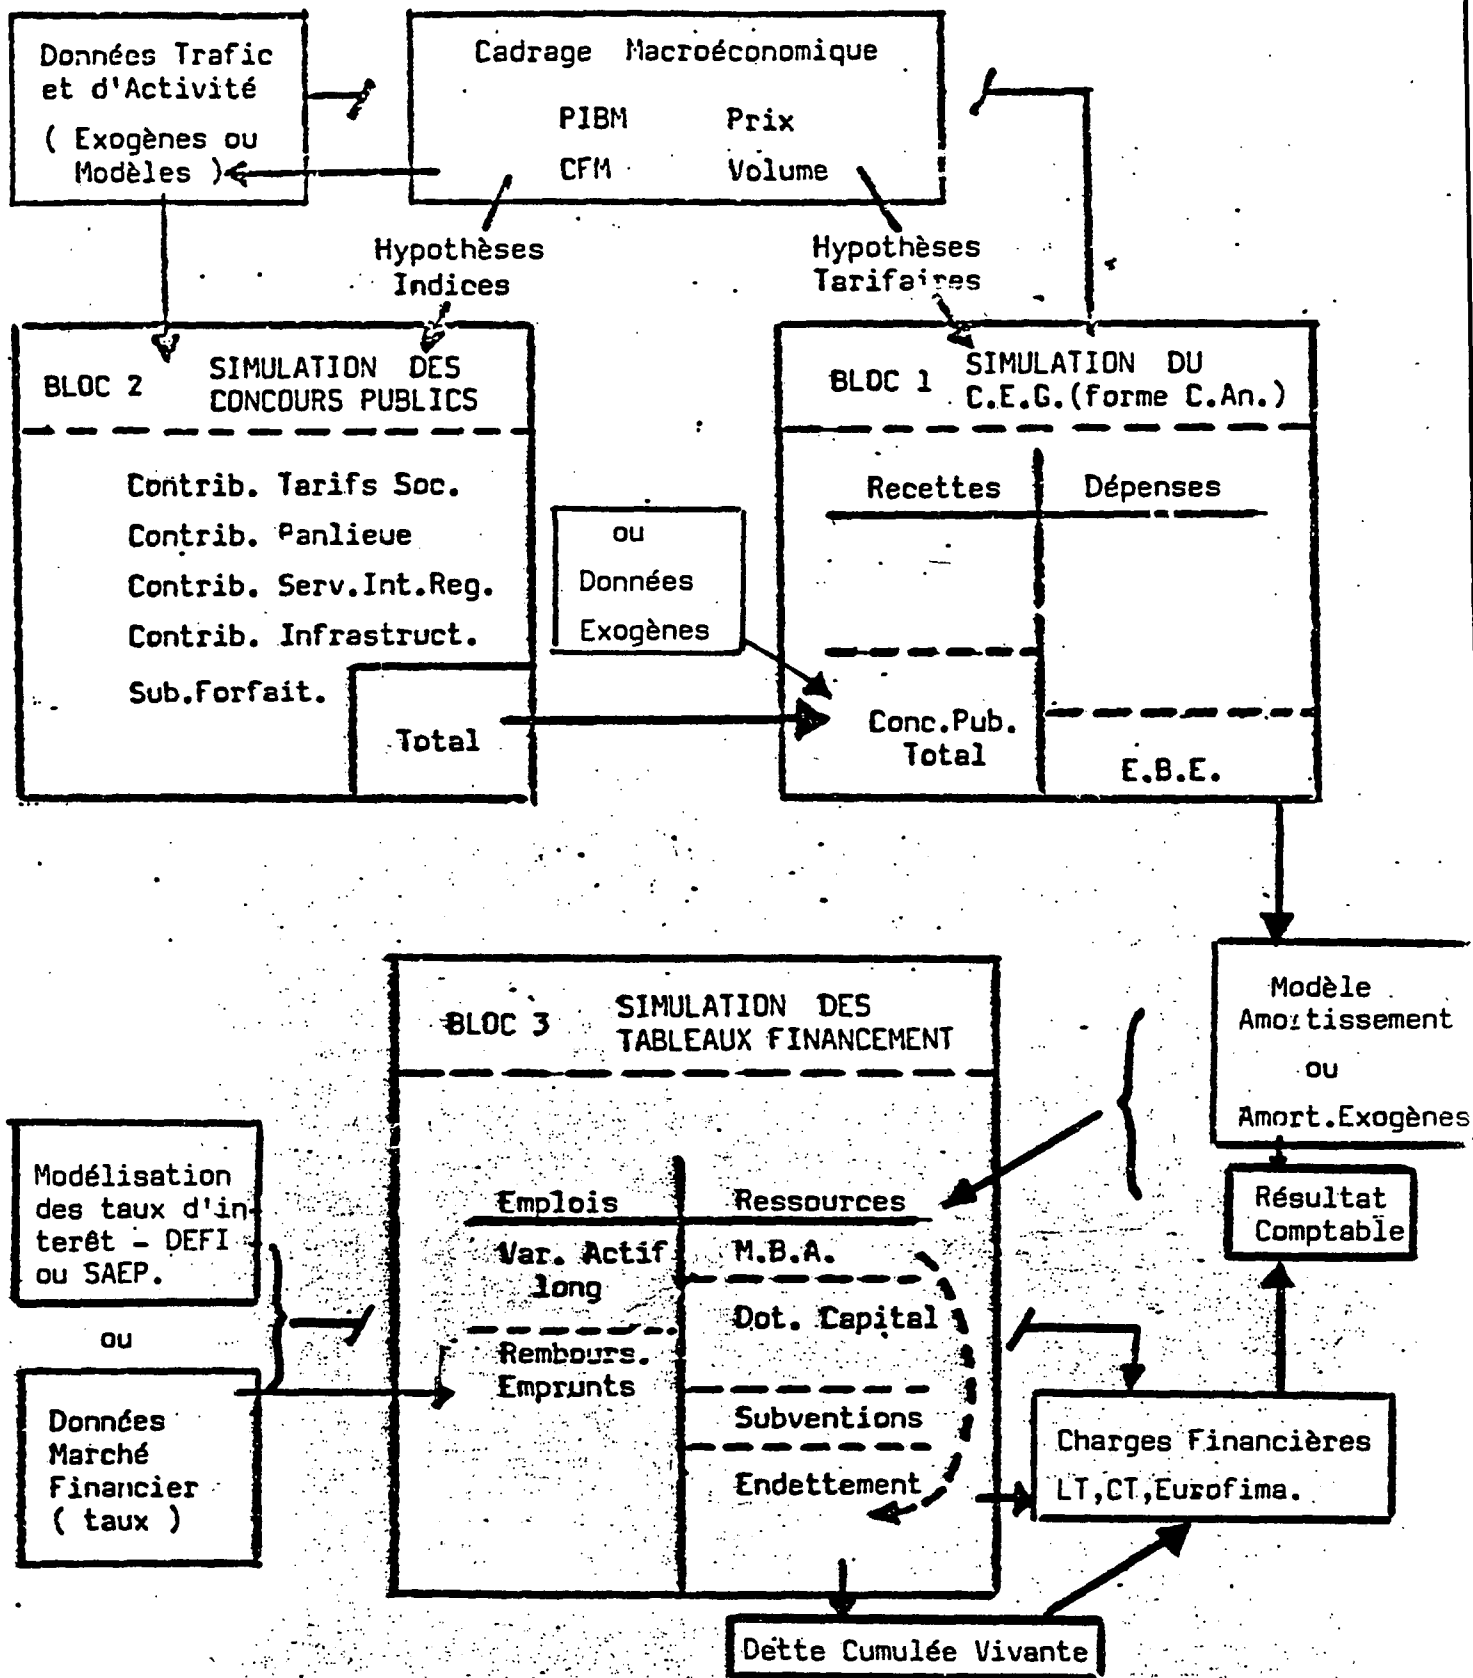 Données Trafic
et d'Activité
( Exogènes ou
Modèles )
Cadrage Macroéconomique
PIBM Prix
CFM Volume
Hypothèses
Indices
Hypothèses
Tarifaires
BLOC 2 SIMULATION DES
CONCOURS PUBLICS
Contrib. Tarifs Soc.
Contrib. Panlieue
Contrib. Serv.Int.Reg.
Contrib. Infrastruct.
Sub.Forfait.
Total
ou
Données
Exogènes
BLOC 1 SIMULATION DU
C.E.G.(forme C.An.)
Recettes Dépenses
Conc.Pub.
Total
E.B.E.
Modèle
Amortissement
ou
Amort.Exogènes
Résultat
Comptable
BLOC 3 SIMULATION DES
TABLEAUX FINANCEMENT
Emplois Ressources
Var. Actif
long
M.B.A.
Dot. Capital
Rembours.
Emprunts
Subventions
Endettement
Modélisation
des taux d'in-
terêt - DEFI
ou SAEP.
ou
Données
Marché
Financier
( taux )
Charges Financières
LT,CT,Eurofima.
Dette Cumulée Vivante